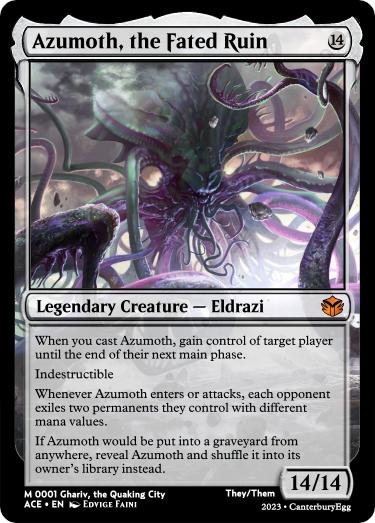 Azumoth, the Fated Ruin 14
Legendary Creature — Eldrazi
When you cast Azumoth, gain control of target player
until the end of their next main phase.
Indestructible
Whenever Azumoth enters or attacks, each opponent
exiles two permanents they control with different
mana values.
If Azumoth would be put into a graveyard from
anywhere, reveal Azumoth and shuffle it into its
owner's library instead.
14/14
M 0001 Ghariv, the Quaking City They/Them
ACE • EN Edvige Faini 2023 • CanterburyEgg